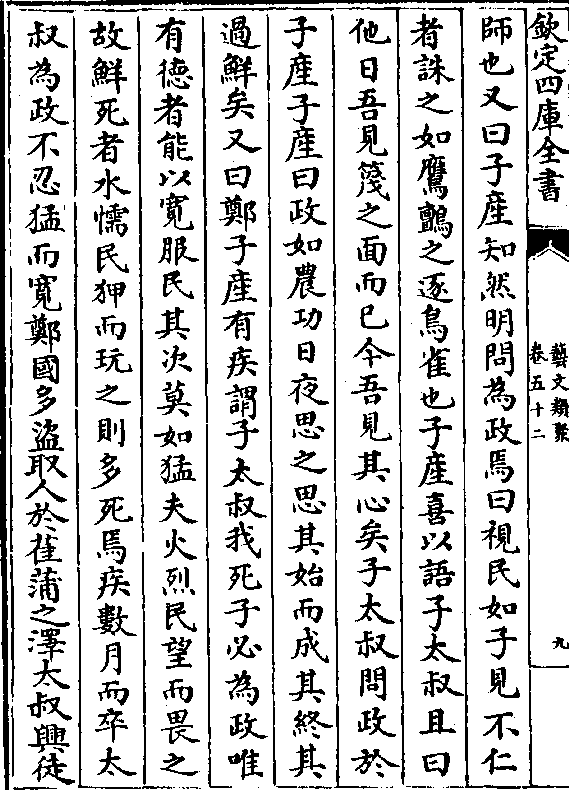 欽定四庫全書
藝文類聚
卷五十二
九
師也又曰子產知然明問為政焉曰視民如子見不仁
者誅之如鷹鸇之逐鳥雀也子產喜以語子太叔且曰
他日吾見篾之面而已今吾見其心矣子太叔問政於
子產子產曰政如農功日夜思之思其始而成其終其
過鮮矣又曰鄭子產有疾謂子太叔我死子必為政唯
有德者能以寛服民其次莫如猛夫火烈民望而畏之
故鮮死者水懦民狎而玩之則多死焉疾數月而卒太
叔為政不忍猛而寛鄭國多盜取人於萑蒲之澤太叔興徒